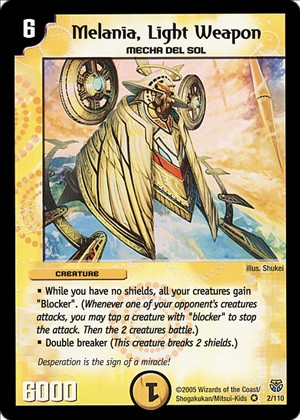 6 Melania, Light Weapon
MECHA DEL SOL
illus. Shukei
CREATURE
▪ While you have no shields, all your creatures gain
"Blocker". (Whenever one of your opponent's creatures
attacks, you may tap a creature with "blocker" to stop
the attack. Then the 2 creatures battle.)
▪ Double breaker (This creature breaks 2 shields.)
Desperation is the sign of a miracle!
6000
1
©2005 Wizards of the Coast/
Shogakukan/Mitsui-Kids ✪ 2/110